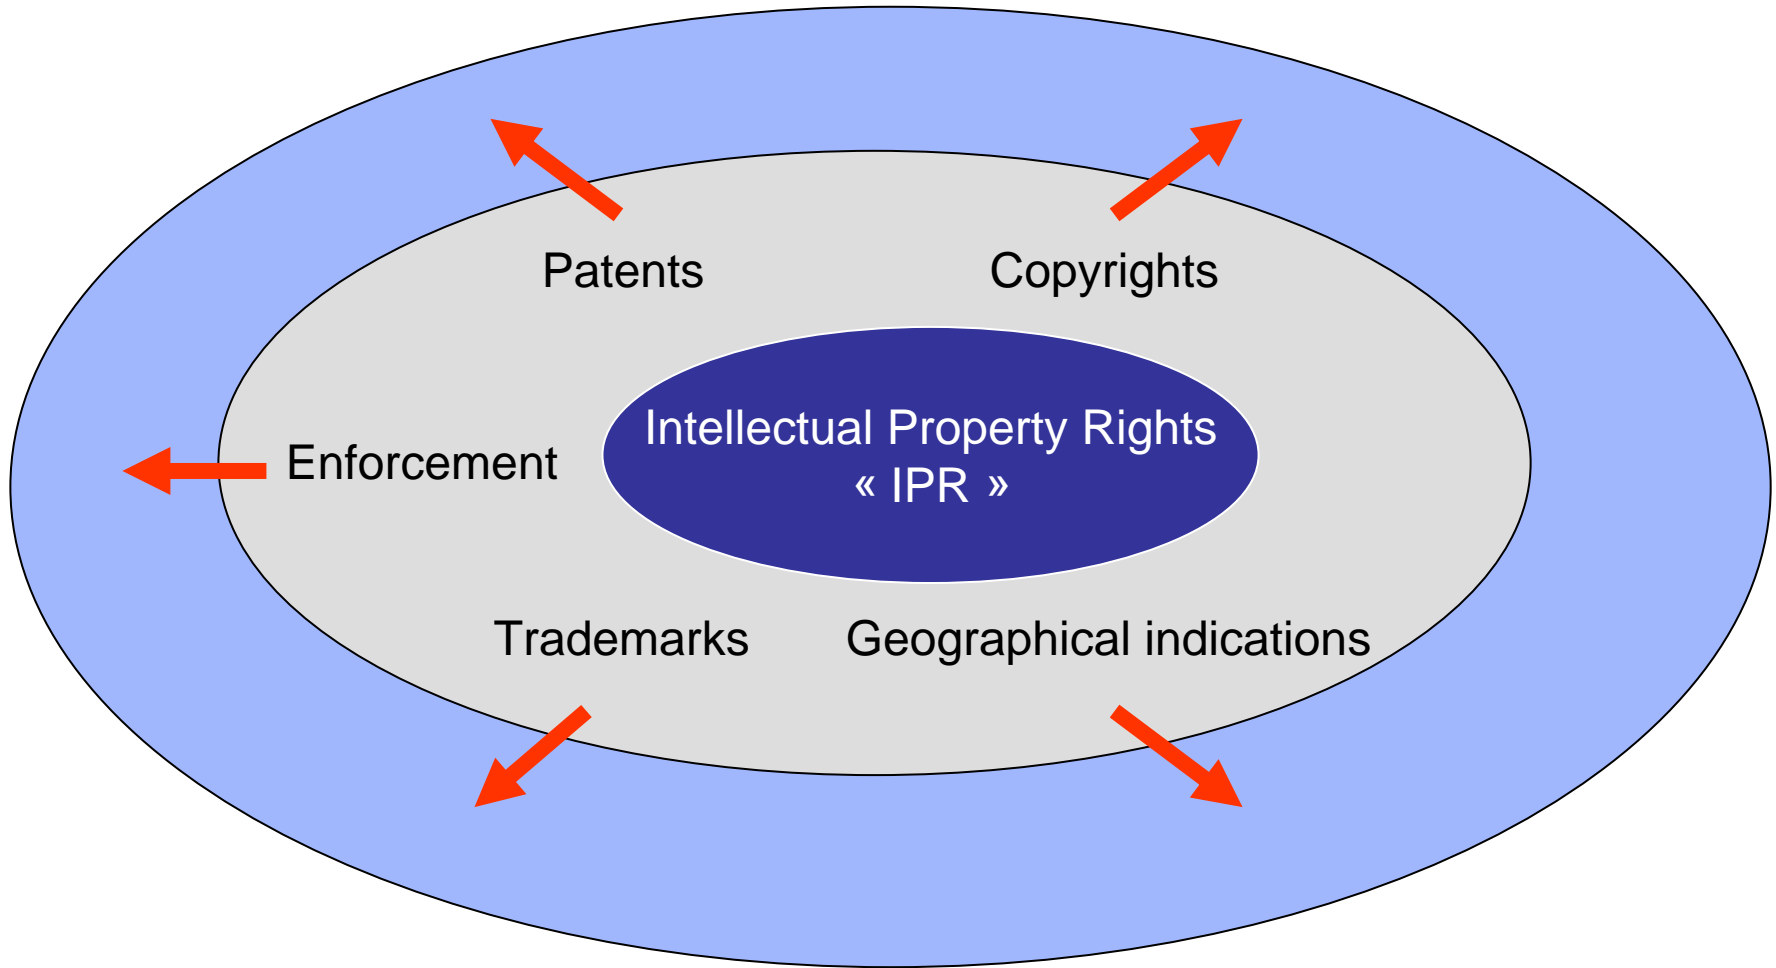 Patents
Copyrights
Intellectual Property Rights
« IPR »
Enforcement
Trademarks
Geographical indications